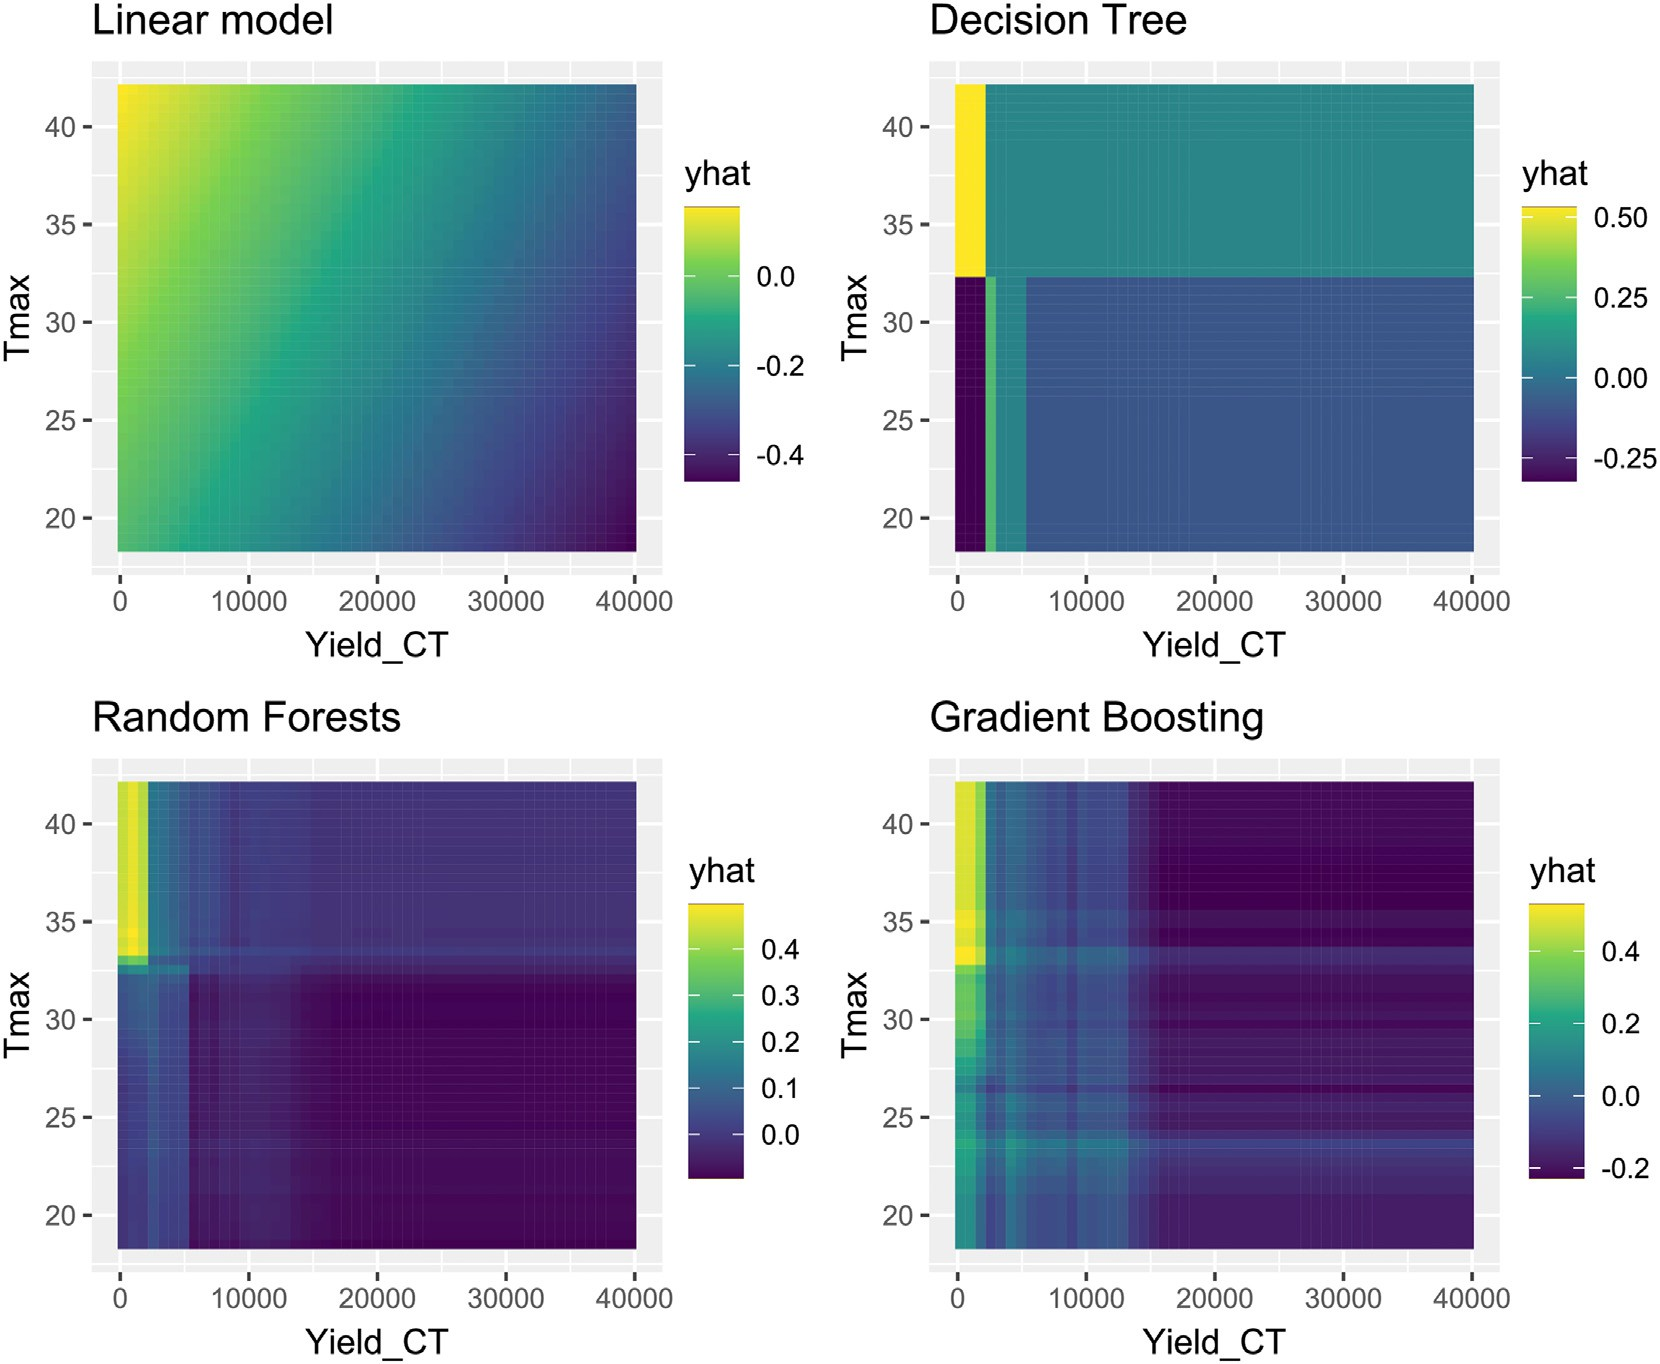 Linear model
40
35
30
25
20
Tmax
0 10000 20000 30000 40000
Yield_CT
yhat
0.0
-0.2
-0.4
Decision Tree
40
35
30
25
20
Tmax
0 10000 20000 30000 40000
Yield_CT
yhat
0.50
0.25
0.00
-0.25
Random Forests
40
35
30
25
20
Tmax
0 10000 20000 30000 40000
Yield_CT
yhat
0.4
0.3
0.2
0.1
0.0
Gradient Boosting
40
35
30
25
20
Tmax
0 10000 20000 30000 40000
Yield_CT
yhat
0.4
0.2
0.0
-0.2